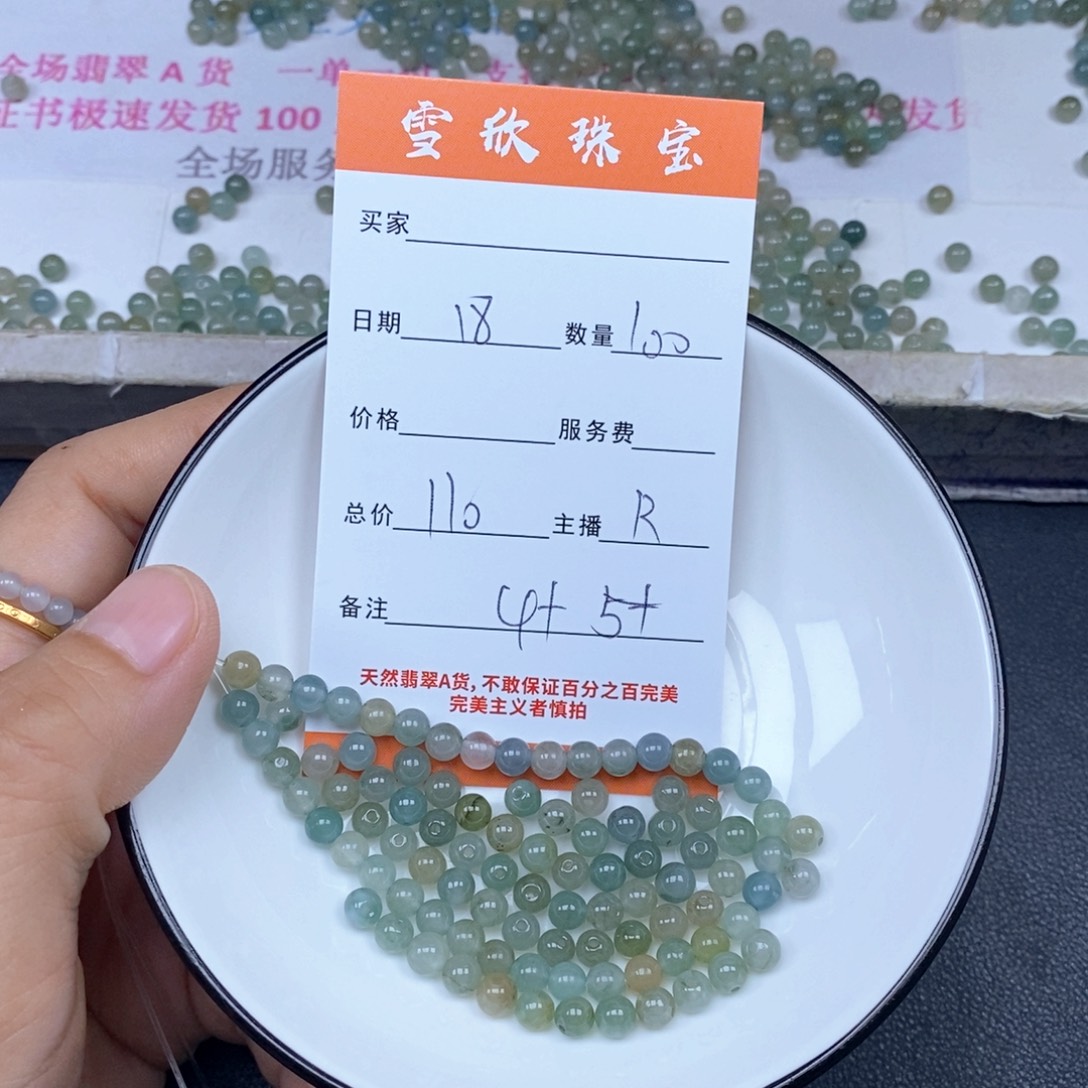 全场翡翠 A 货 一单一
证书极速发货 100
发货
全场服务
雪欣珠宝
买家
日期 18 数量 100
价格 服务费
总价 110 主播 R
备注 4+ 5+
天然翡翠A货，不敢保证百分之百完美
完美主义者慎拍